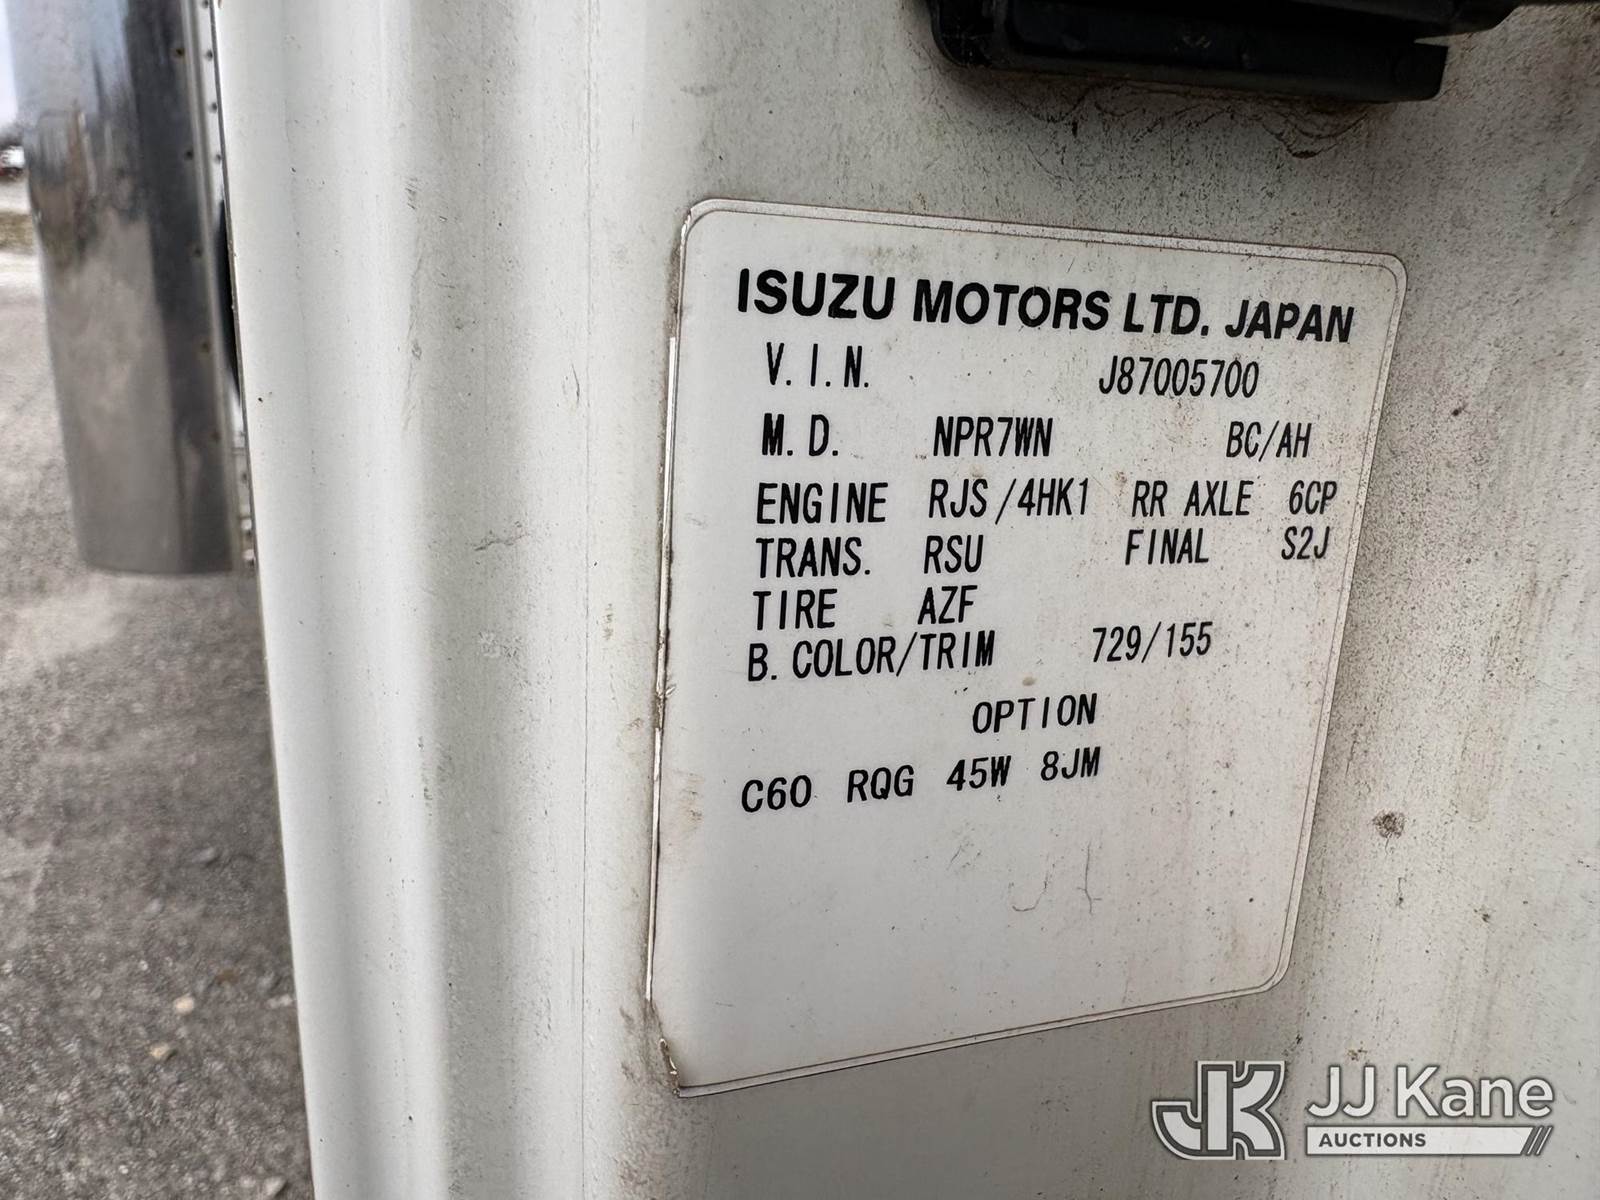 ISUZU MOTORS LTD. JAPAN
V.I.N. J87005700
M.D. NPR7WN BC/AH
ENGINE RJS/4HK1 RR AXLE 6CP
TRANS. RSU FINAL S2J
TIRE AZF
B.COLOR/TRIM 729/155
OPTION
C60 RQG 45W 8JM
JK JJ Kane
AUCTIONS